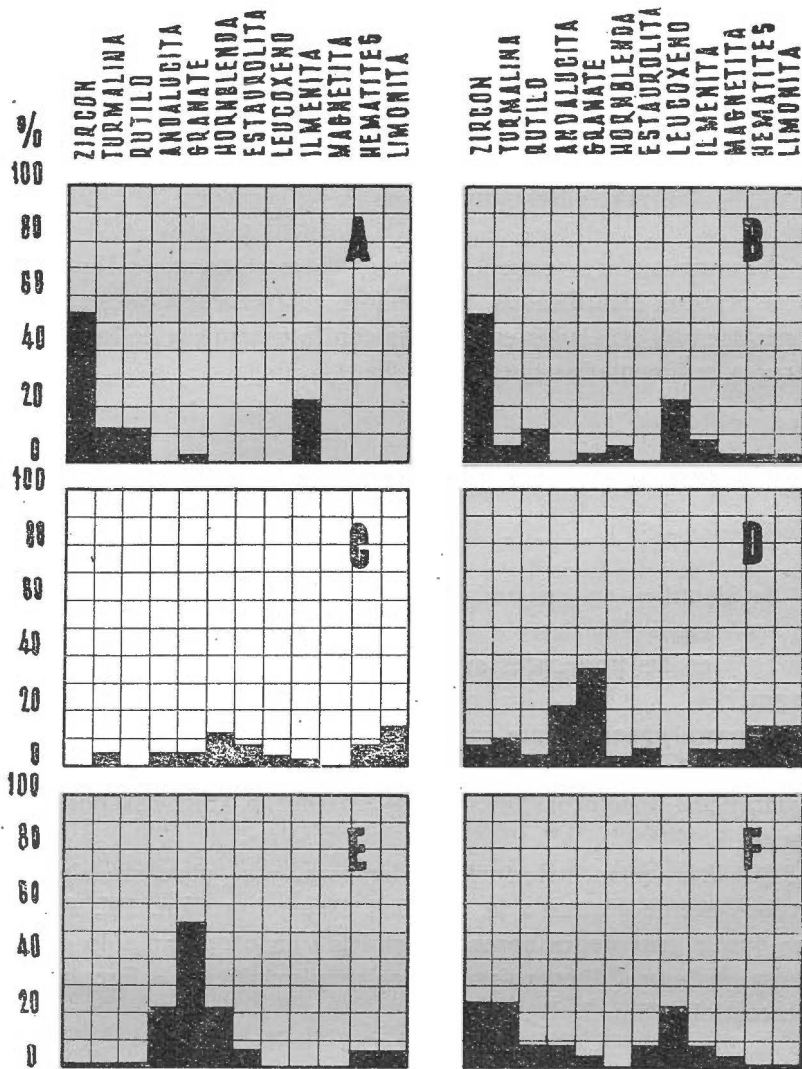 %
ZIRCON
TURMALINA
RUTILO
ANDALUCITA
GRANATE
HORNBLENDA
ESTAUROLITA
LEUCOXENO
ILMENITA
MAGNETITA
HEMATITES
LIMONITA
ZIRCON
TURMALINA
RUTILO
ANDALUCITA
GRANATE
HORNBLENDA
ESTAUROLITA
LEUCOXENO
ILMENITA
MAGNETITA
HEMATITES
LIMONITA
100
80
60
40
20
0
A
B
100
80
60
40
20
0
C
D
100
80
60
40
20
0
E
F